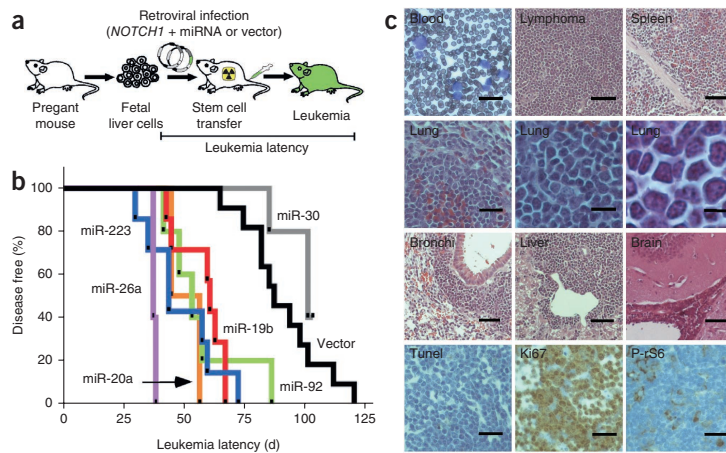 a
Retroviral infection
(NOTCH1 + miRNA or vector)
Pregant
mouse
Fetal
liver cells
Stem cell
transfer
Leukemia
Leukemia latency
b
100
80
60
40
20
0
Disease free (%)
miR-223
miR-26a
miR-20a
miR-30
miR-19b
Vector
miR-92
0 25 50 75 100 125
Leukemia latency (d)
c
Blood Lymphoma Spleen
Lung Lung Lung
Bronchi Liver Brain
Tunel Ki67 P-rS6